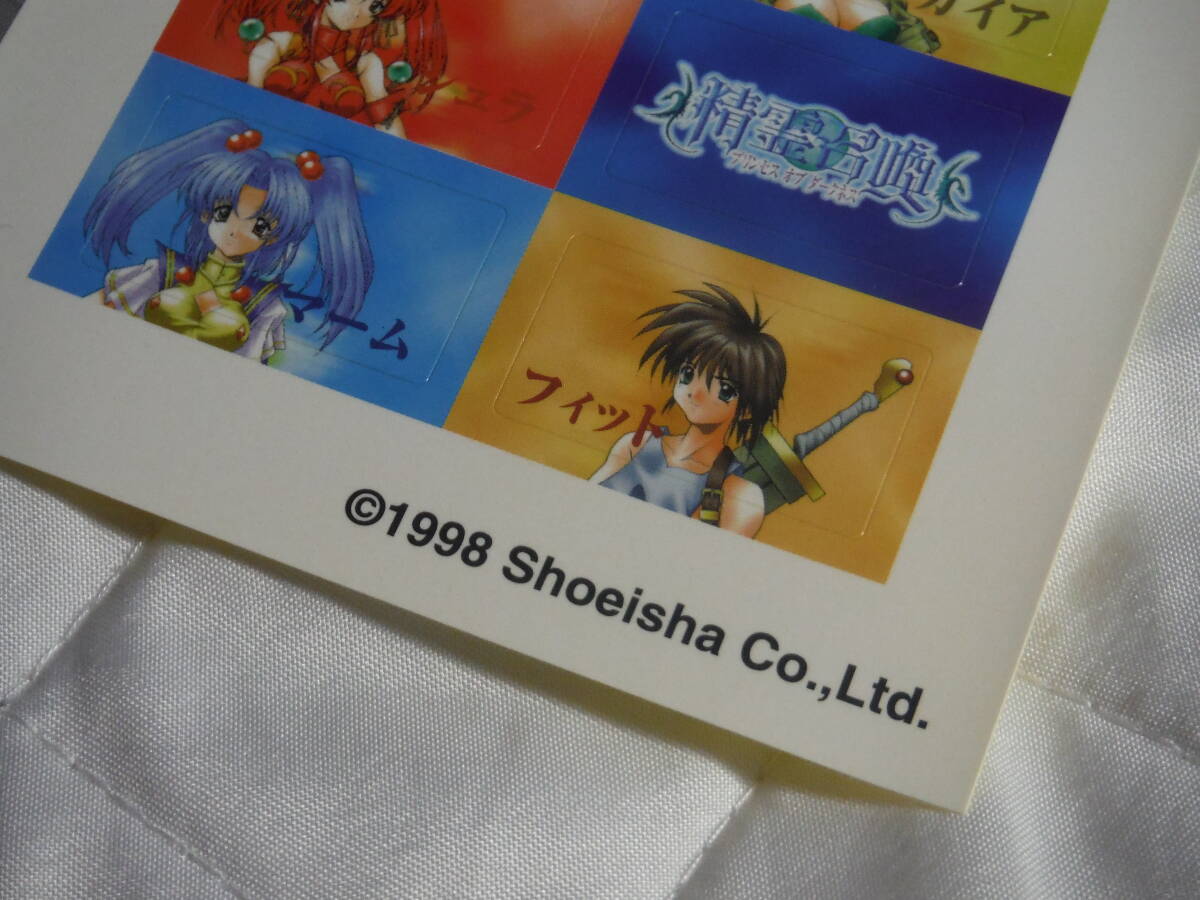 ガイア
精霊召喚
プリンセス オブ ダークネス
マーム
フィット
©1998 Shoeisha Co.,Ltd.